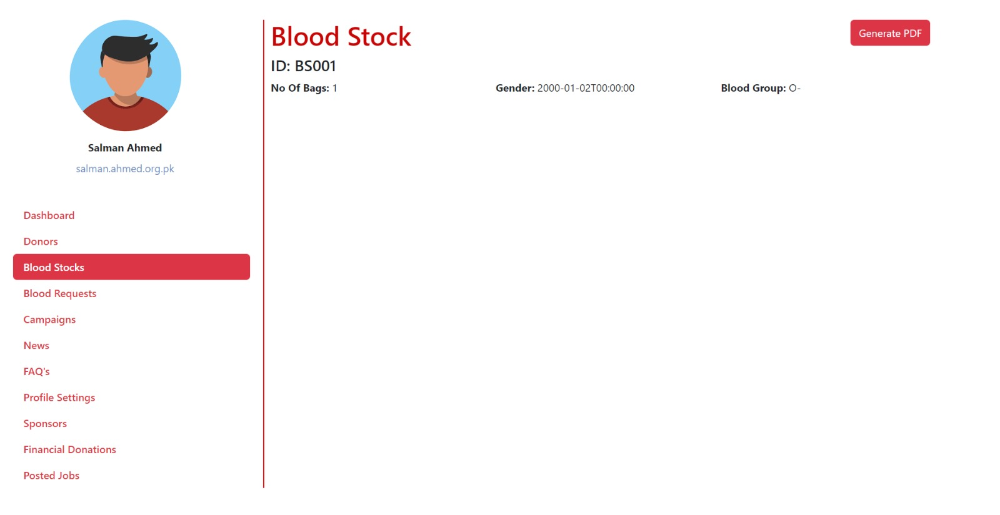 Salman Ahmed
salman.ahmed.org.pk
Dashboard
Donors
Blood Stocks
Blood Requests
Campaigns
News
FAQ's
Profile Settings
Sponsors
Financial Donations
Posted Jobs
Blood Stock
Generate PDF
ID: BS001
No Of Bags: 1 Gender: 2000-01-02T00:00:00 Blood Group: O-